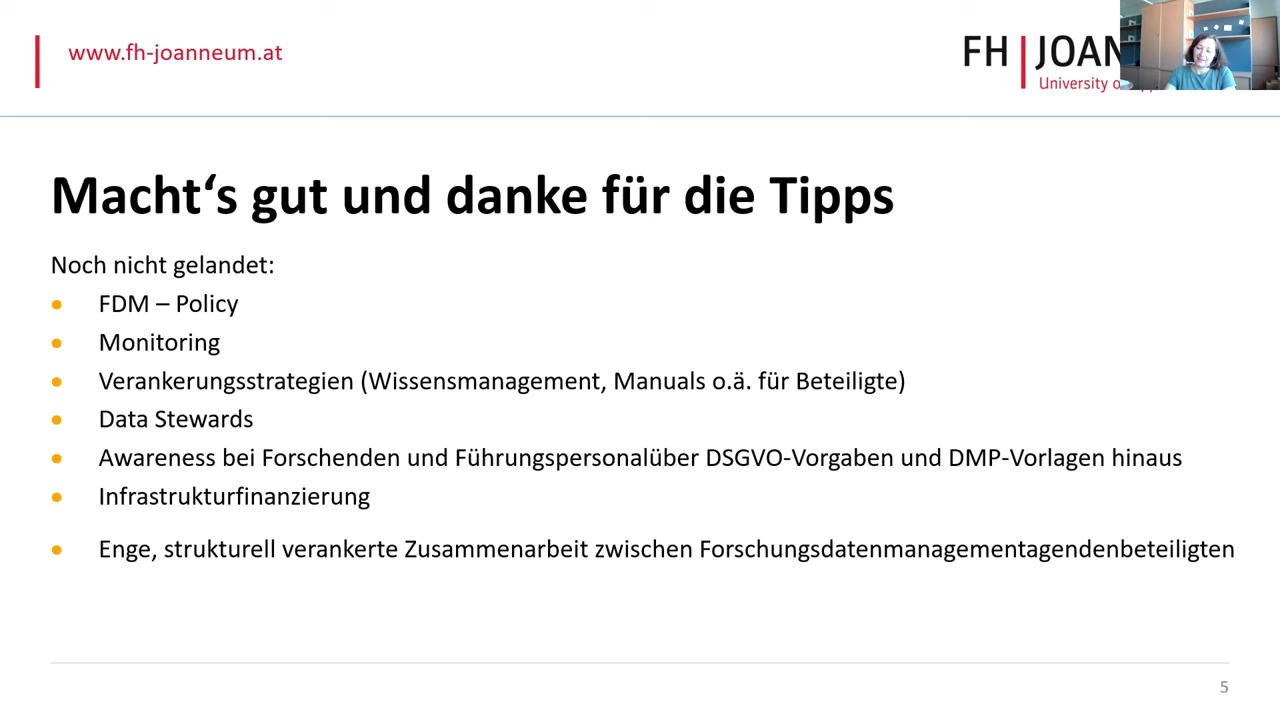 www.fh-joanneum.at
FH JOAN
University o
Macht‘s gut und danke für die Tipps
Noch nicht gelandet:
• FDM – Policy
• Monitoring
• Verankerungsstrategien (Wissensmanagement, Manuals o.ä. für Beteiligte)
• Data Stewards
• Awareness bei Forschenden und Führungspersonalüber DSGVO-Vorgaben und DMP-Vorlagen hinaus
• Infrastrukturfinanzierung
• Enge, strukturell verankerte Zusammenarbeit zwischen Forschungsdatenmanagementagendenbeteiligten
5